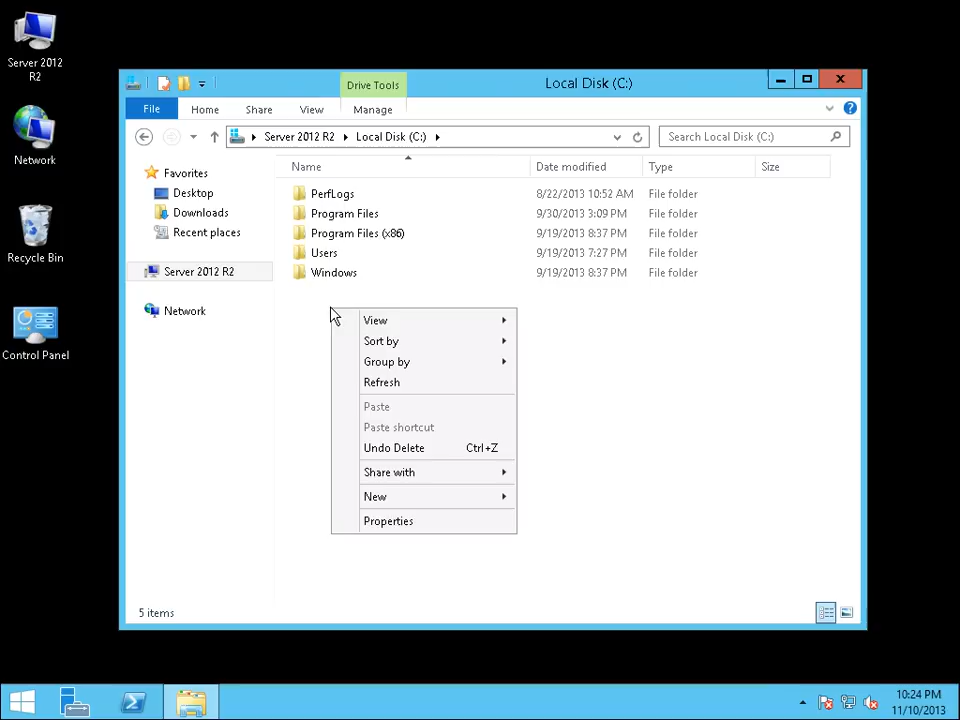 Server 2012
R2
Network
Recycle Bin
Control Panel
Drive Tools
Local Disk (C:)
File
Home
Share
View
Manage
Server 2012 R2
Local Disk (C:)
Search Local Disk (C:)
Name
Date modified
Type
Size
Favorites
Desktop
Downloads
Recent places
Server 2012 R2
Network
PerfLogs 8/22/2013 10:52 AM File folder
Program Files 9/30/2013 3:09 PM File folder
Program Files (x86) 9/19/2013 8:37 PM File folder
Users 9/19/2013 7:27 PM File folder
Windows 9/19/2013 8:37 PM File folder
View
Sort by
Group by
Refresh
Paste
Paste shortcut
Undo Delete Ctrl+Z
Share with
New
Properties
5 items
10:24 PM
11/10/2013